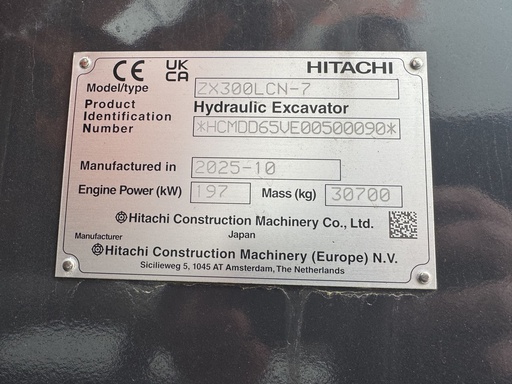 CE UK CA HITACHI
Model/type ZX300LCN-7
Product Identification Number Hydraulic Excavator
*HCMDD65VE00500090*
Manufactured in 2025-10
Engine Power (kW) 197 Mass (kg) 30700
Hitachi Construction Machinery Co., Ltd.
Japan
Manufacturer
Hitachi Construction Machinery (Europe) N.V.
Sicilieweg 5, 1045 AT Amsterdam, The Netherlands